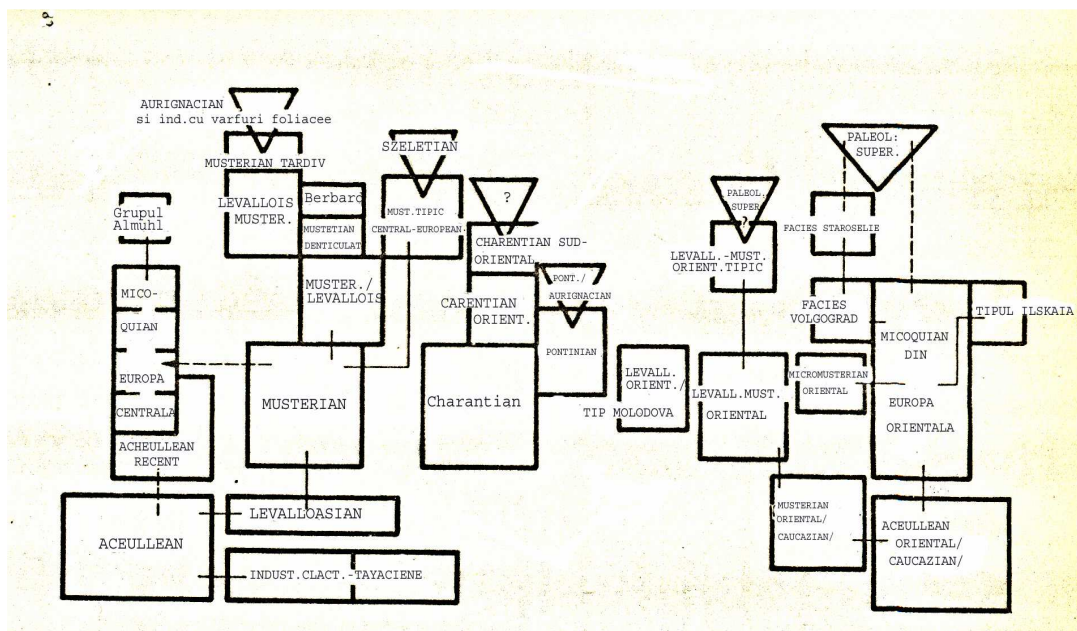 AURIGNACIAN
si ind.cu varfuri foliacee
MUSTERIAN TARDIV
LEVALLOIS
MUSTER.
Berbard
MUSTETIAN
DENTICULAT
MUSTER./
LEVALLOIS
SZELETIAN
MUST.TIPIC
CENTRAL-EUROPEAN.
Grupul
Almuhl
MICO-
QUIAN
EUROPA
CENTRALA
ACHEULLEAN
RECENT
MUSTERIAN
ACEULLEAN
LEVALLOASIAN
INDUST.CLACT.-TAYACIENE
?
CHARENTIAN SUD-
ORIENTAL
CARENTIAN
ORIENT.
Charantian
PONT./
AURIGNACIAN
PONTINIAN
LEVALL.
ORIENT./
TIP MOLODOVA
PALEOL:
SUPER
?
LEVALL.-MUST.
ORIENT.TIPIC
LEVALL.MUST.
ORIENTAL
MUSTERIAN
ORIENTAL/
CAUCAZIAN/
PALEOL:
SUPER.
FACIES STAROSELIE
FACIES
VOLGOGRAD
MICROMUSTERIAN
ORIENTAL
MICOQUIAN
DIN
EUROPA
ORIENTALA
TIPUL ILSKAIA
ACEULLEAN
ORIENTAL/
CAUCAZIAN/